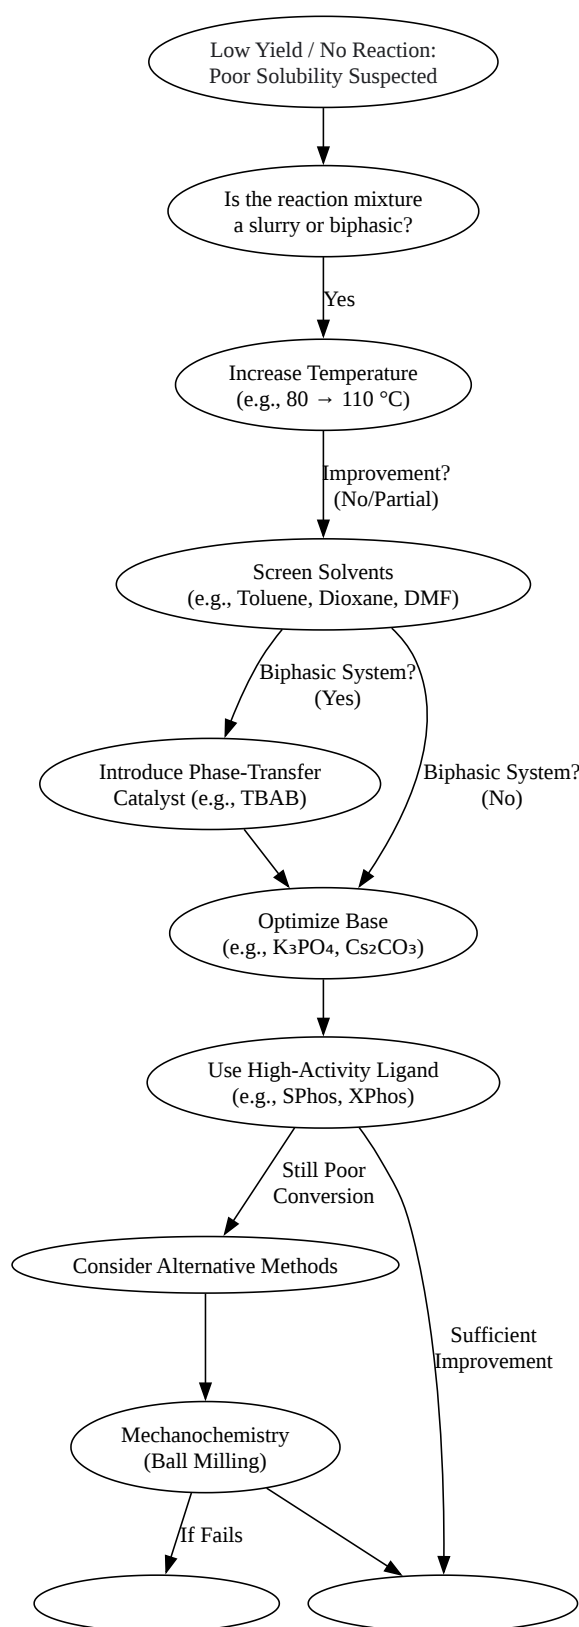 Low Yield / No Reaction:
Poor Solubility Suspected
Is the reaction mixture
a slurry or biphasic?
Yes
Increase Temperature
(e.g., 80 → 110 °C)
Improvement?
(No/Partial)
Screen Solvents
(e.g., Toluene, Dioxane, DMF)
Biphasic System?
(Yes)
Introduce Phase-Transfer
Catalyst (e.g., TBAB)
Biphasic System?
(No)
Optimize Base
(e.g., K₃PO₄, Cs₂CO₃)
Use High-Activity Ligand
(e.g., SPhos, XPhos)
Still Poor
Conversion
Consider Alternative Methods
Sufficient
Improvement
Mechanochemistry
(Ball Milling)
If Fails